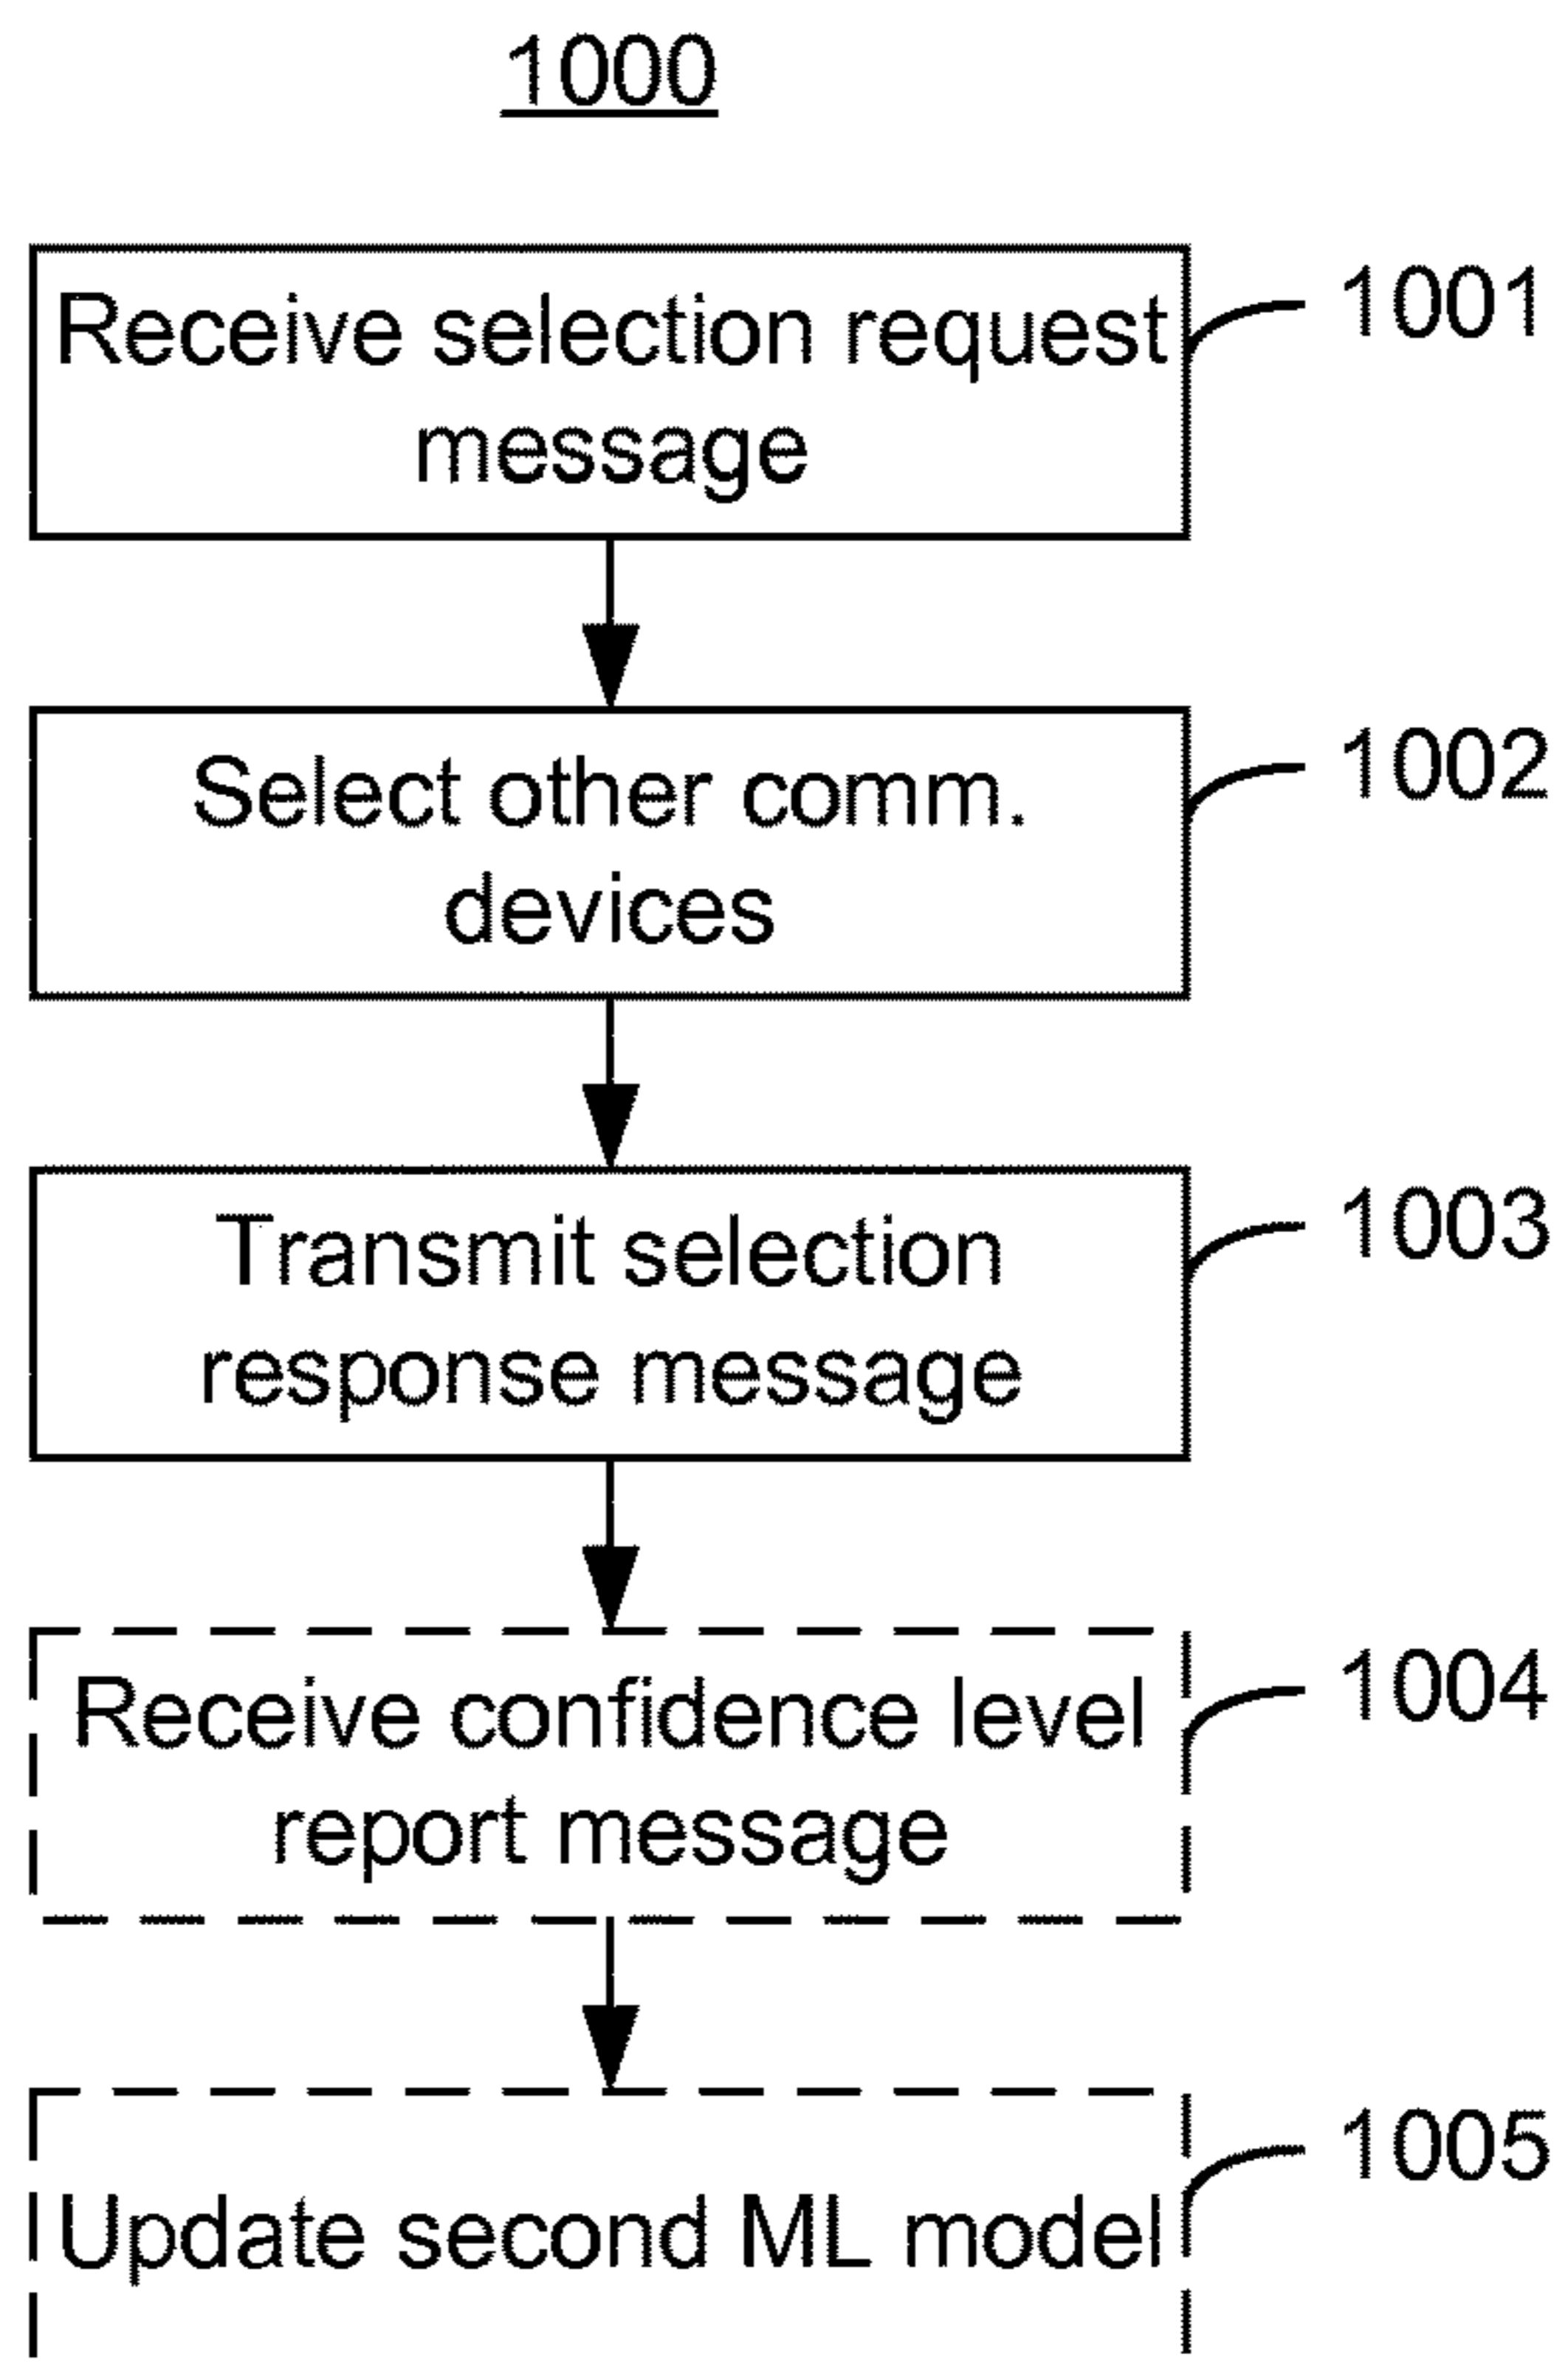 1000
Receive selection request
message
1001
Select other comm.
devices
1002
Transmit selection
response message
1003
Receive confidence level
report message
1004
Update second ML model
1005